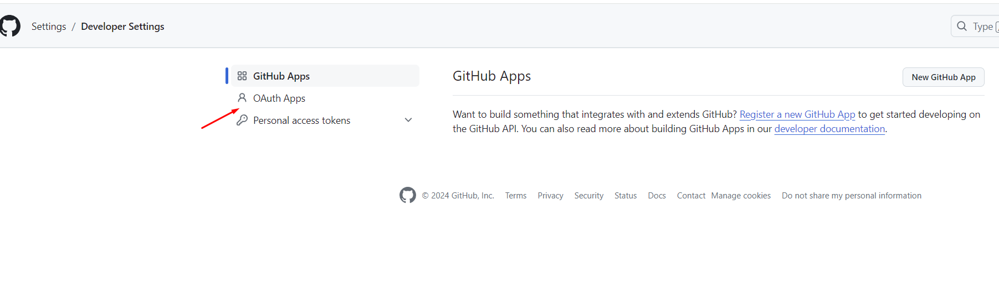 Settings / Developer Settings
Type
GitHub Apps
OAuth Apps
Personal access tokens
GitHub Apps
New GitHub App
Want to build something that integrates with and extends GitHub? Register a new GitHub App to get started developing on
the GitHub API. You can also read more about building GitHub Apps in our developer documentation.
© 2024 GitHub, Inc. Terms Privacy Security Status Docs Contact Manage cookies Do not share my personal information